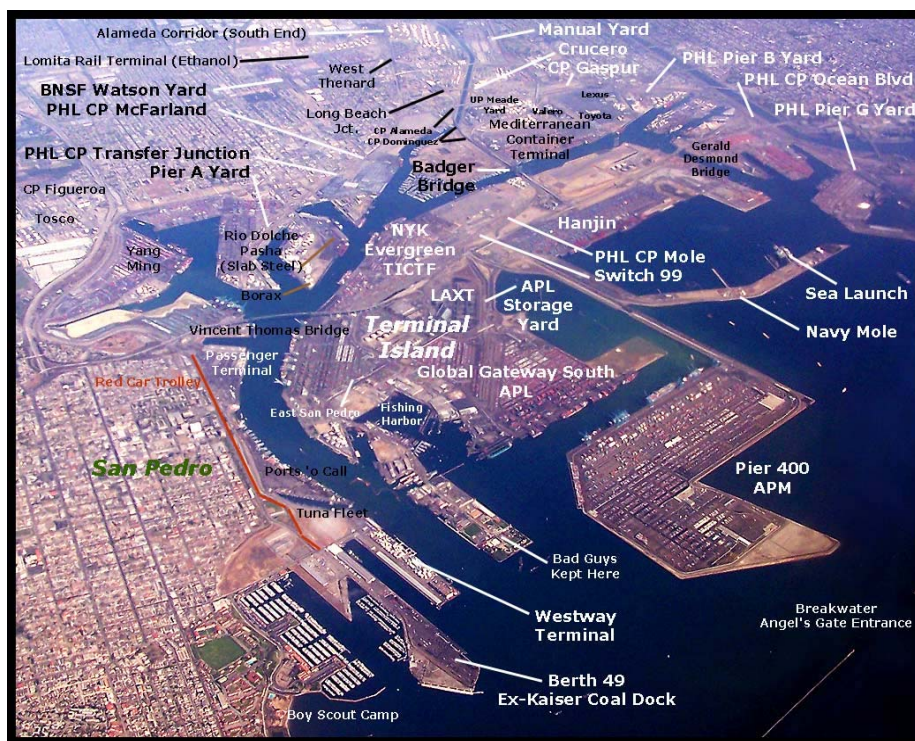 Alameda Corridor (South End)
Manual Yard
Crucero
CP Gaspur
PHL Pier B Yard
PHL CP Ocean Blvd
PHL Pier G Yard
Lomita Rail Terminal (Ethanol)
West
Thenard
BNSF Watson Yard
PHL CP McFarland
Long Beach
Jct.
UP Meade
Yard
Valero
Lexus
Toyota
CP Alameda
CP Dominguez
Mediterranean
Container
Terminal
Gerald
Desmond
Bridge
PHL CP Transfer Junction
Pier A Yard
Badger
Bridge
CP Figueroa
Tosco
Yang
Ming
Rio Dolche
Pasha
(Slab Steel)
Borax
NYK
Evergreen
TICTF
Hanjin
PHL CP Mole
Switch 99
Sea Launch
Navy Mole
LAXT
APL
Storage
Yard
Vincent Thomas Bridge
Terminal
Island
Passenger
Terminal
Red Car Trolley
Global Gateway South
APL
East San Pedro
Fishing
Harbor
San Pedro
Ports 'o Call
Pier 400
APM
Tuna Fleet
Bad Guys
Kept Here
Westway
Terminal
Breakwater
Angel's Gate Entrance
Berth 49
Ex-Kaiser Coal Dock
Boy Scout Camp